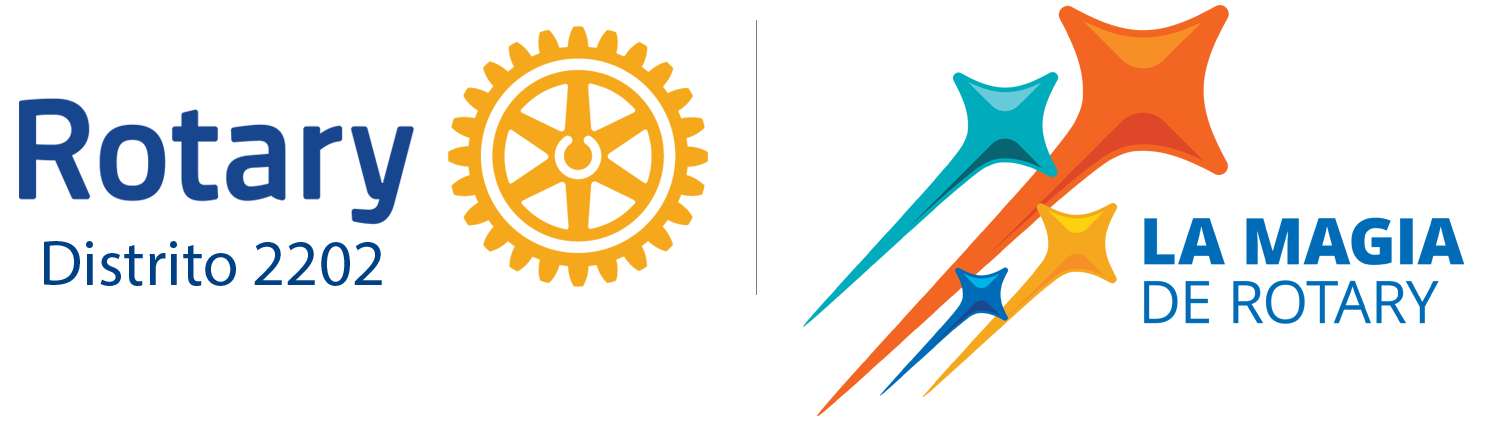 Rotary
Distrito 2202
LA MAGIA
DE ROTARY